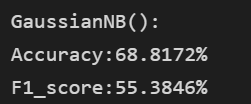 GaussianNB():
Accuracy:68.8172%
F1_score:55.3846%